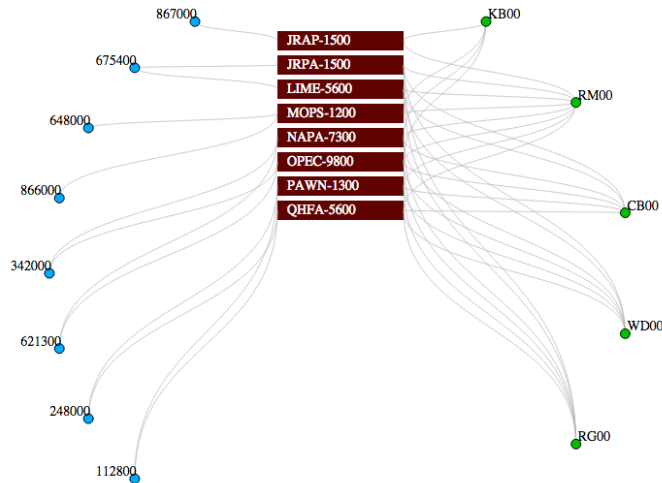 867000
KB00
JRAP-1500
675400
JRPA-1500
LIME-5600
RM00
648000
MOPS-1200
NAPA-7300
OPEC-9800
866000
PAWN-1300
QHFA-5600
CB00
342000
621300
WD00
248000
RG00
112800